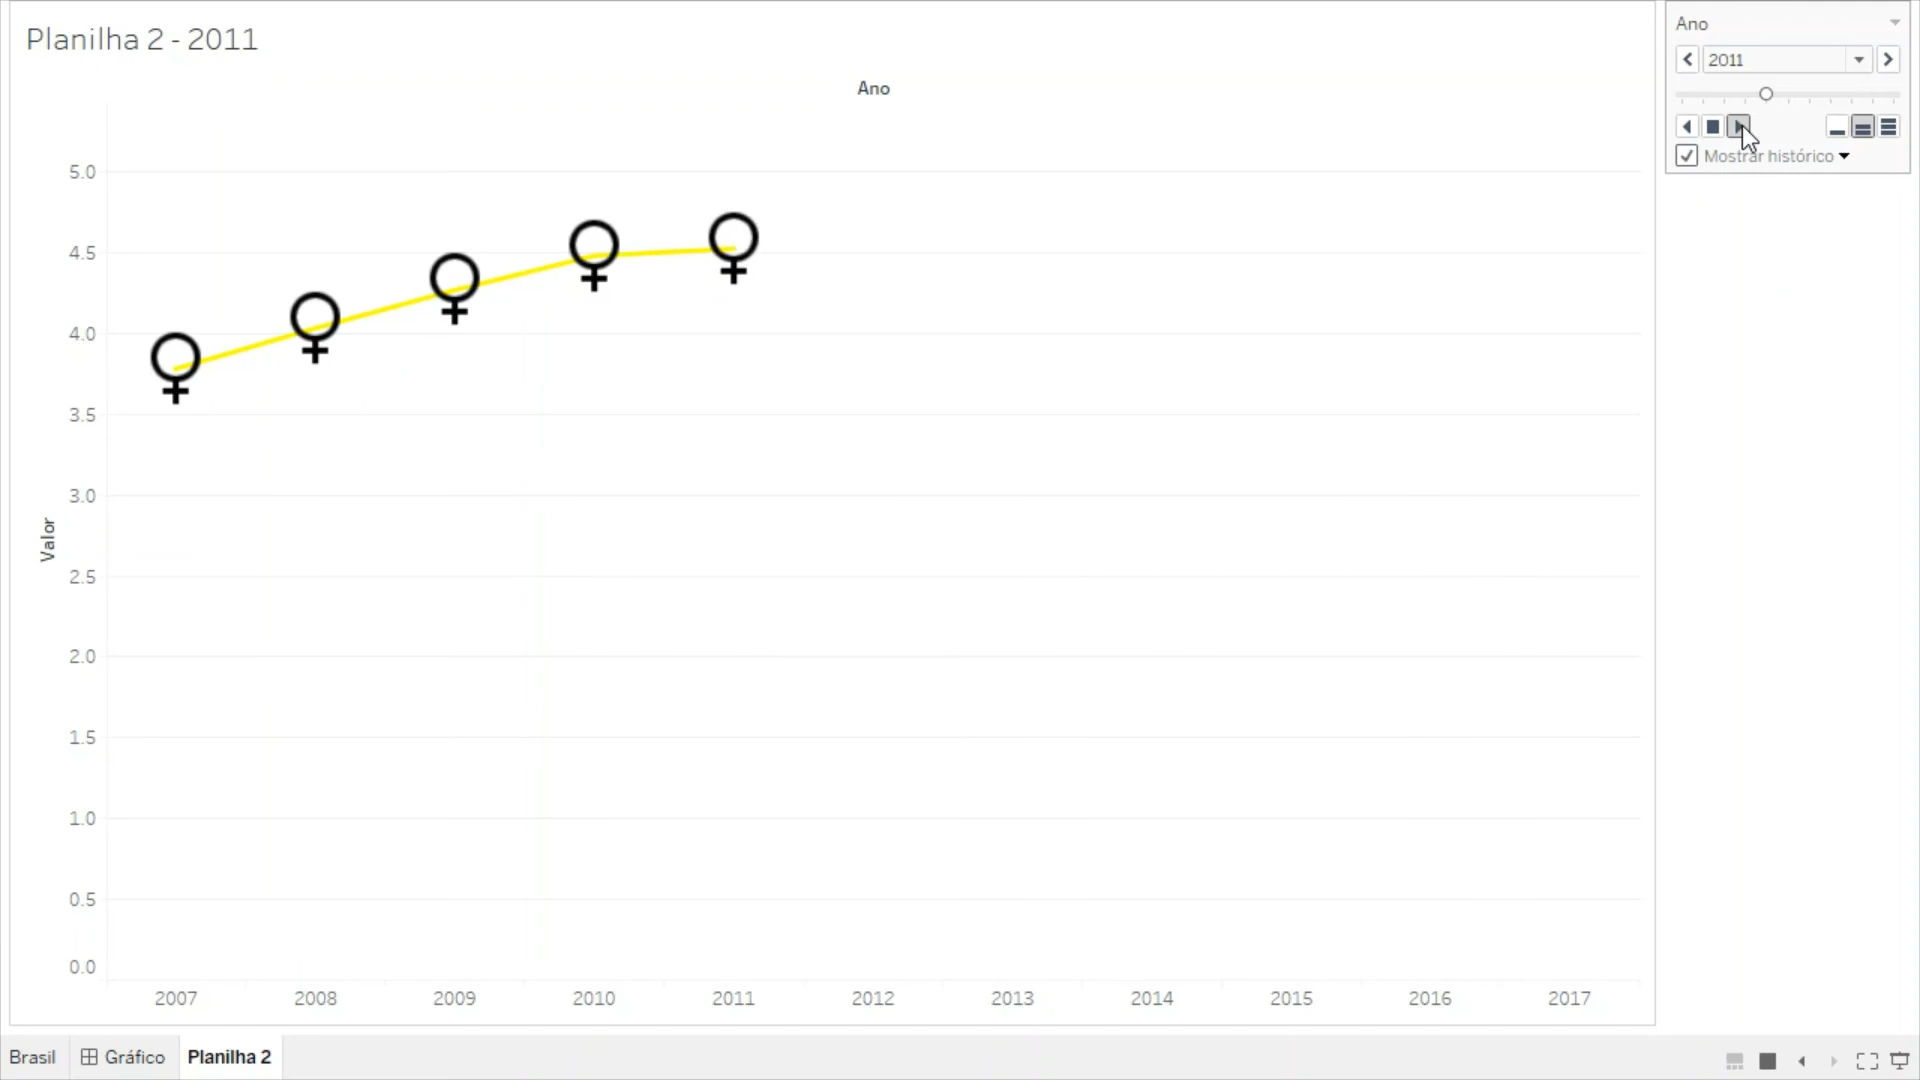 Planilha 2 - 2011
Ano
5.0
4.5
4.0
3.5
3.0
2.5
2.0
1.5
1.0
0.5
0.0
Valor
2007 2008 2009 2010 2011 2012 2013 2014 2015 2016 2017
Ano
2011
Mostrar histórico
Brasil Gráfico Planilha 2